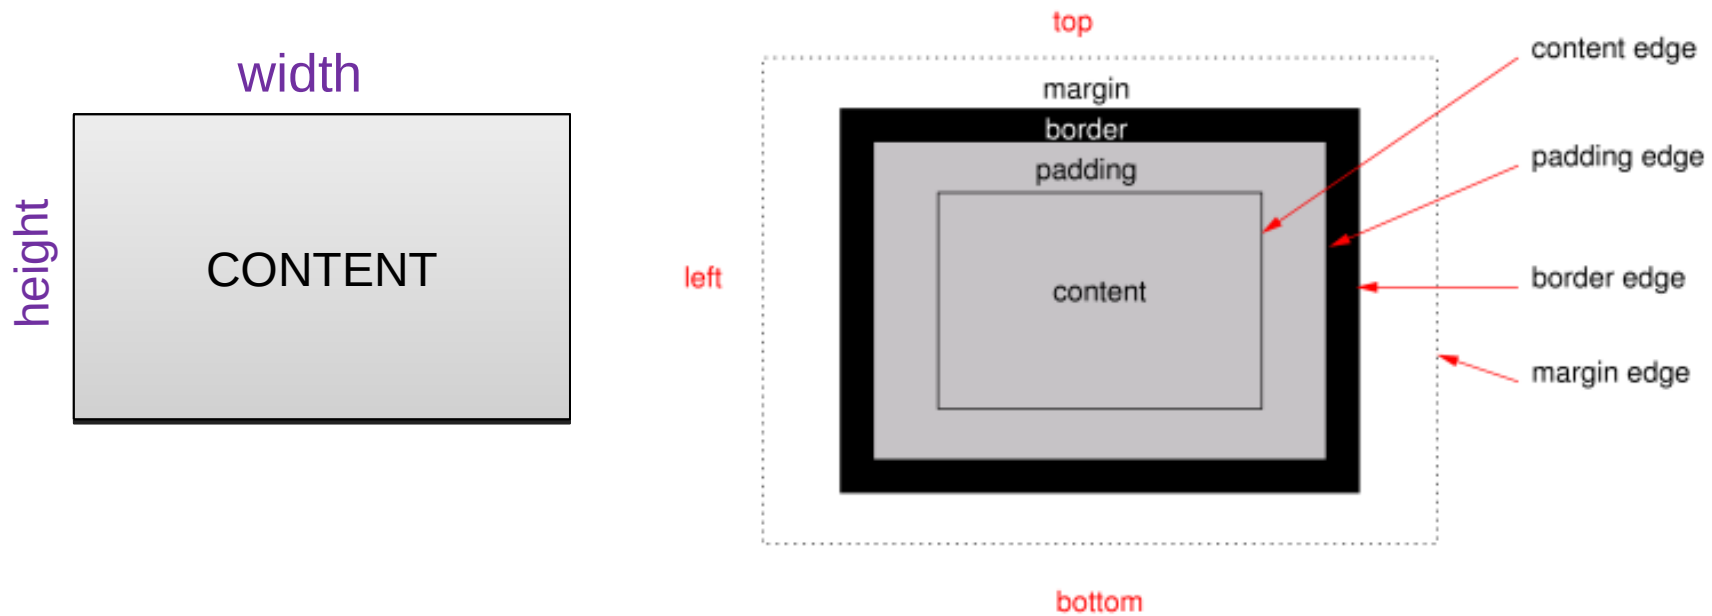 width
height
CONTENT
top
margin
border
padding
content
left
bottom
content edge
padding edge
border edge
margin edge